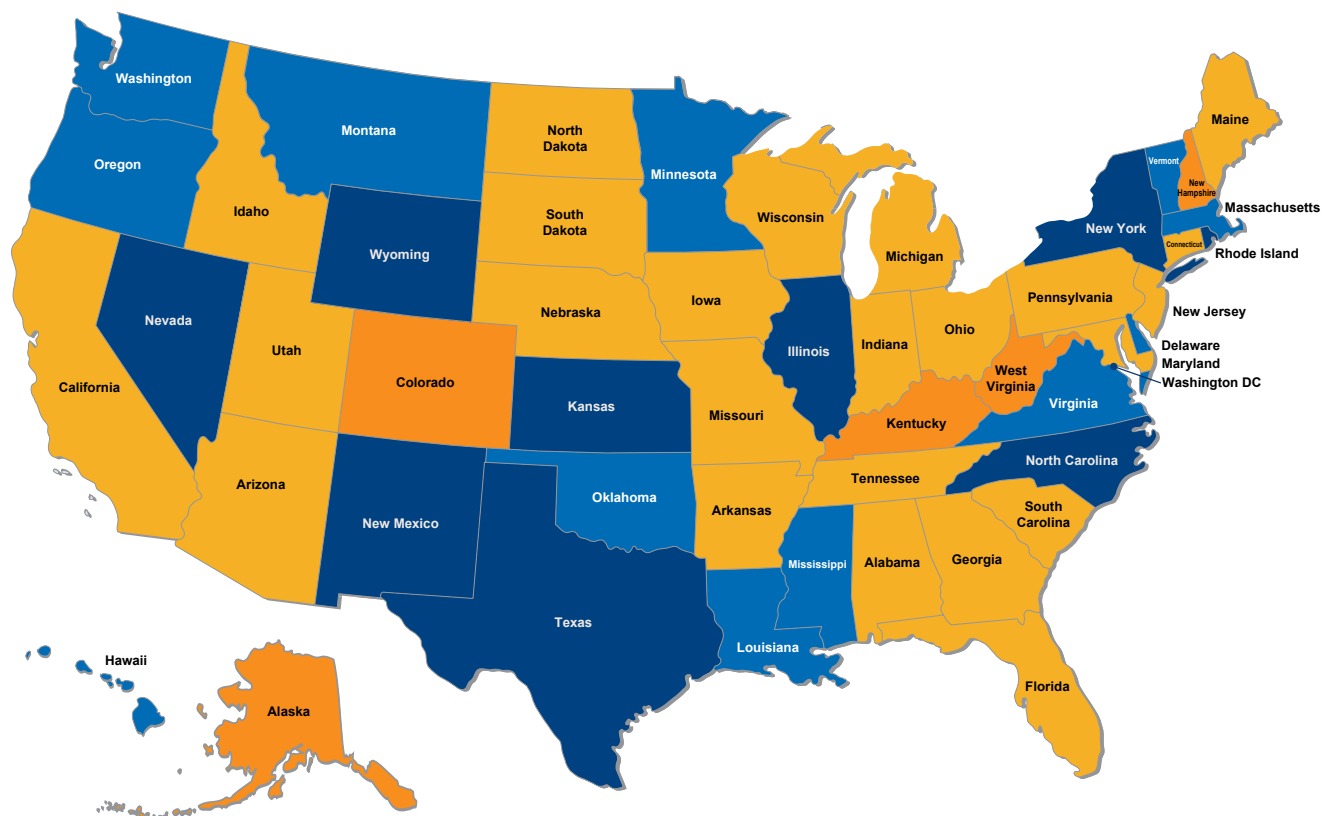 Washington
Montana
North
Dakota
Minnesota
Maine
Oregon
Idaho
South
Dakota
Wisconsin
Michigan
Vermont
New
Hampshire
Massachusetts
New York
Connecticut
Rhode Island
Wyoming
Nevada
Utah
Nebraska
Iowa
Illinois
Indiana
Ohio
Pennsylvania
New Jersey
Delaware
Maryland
Washington DC
California
Colorado
Kansas
Missouri
Kentucky
West
Virginia
Virginia
Arizona
New Mexico
Oklahoma
Arkansas
Tennessee
North Carolina
South
Carolina
Texas
Louisiana
Mississippi
Alabama
Georgia
Florida
Hawaii
Alaska